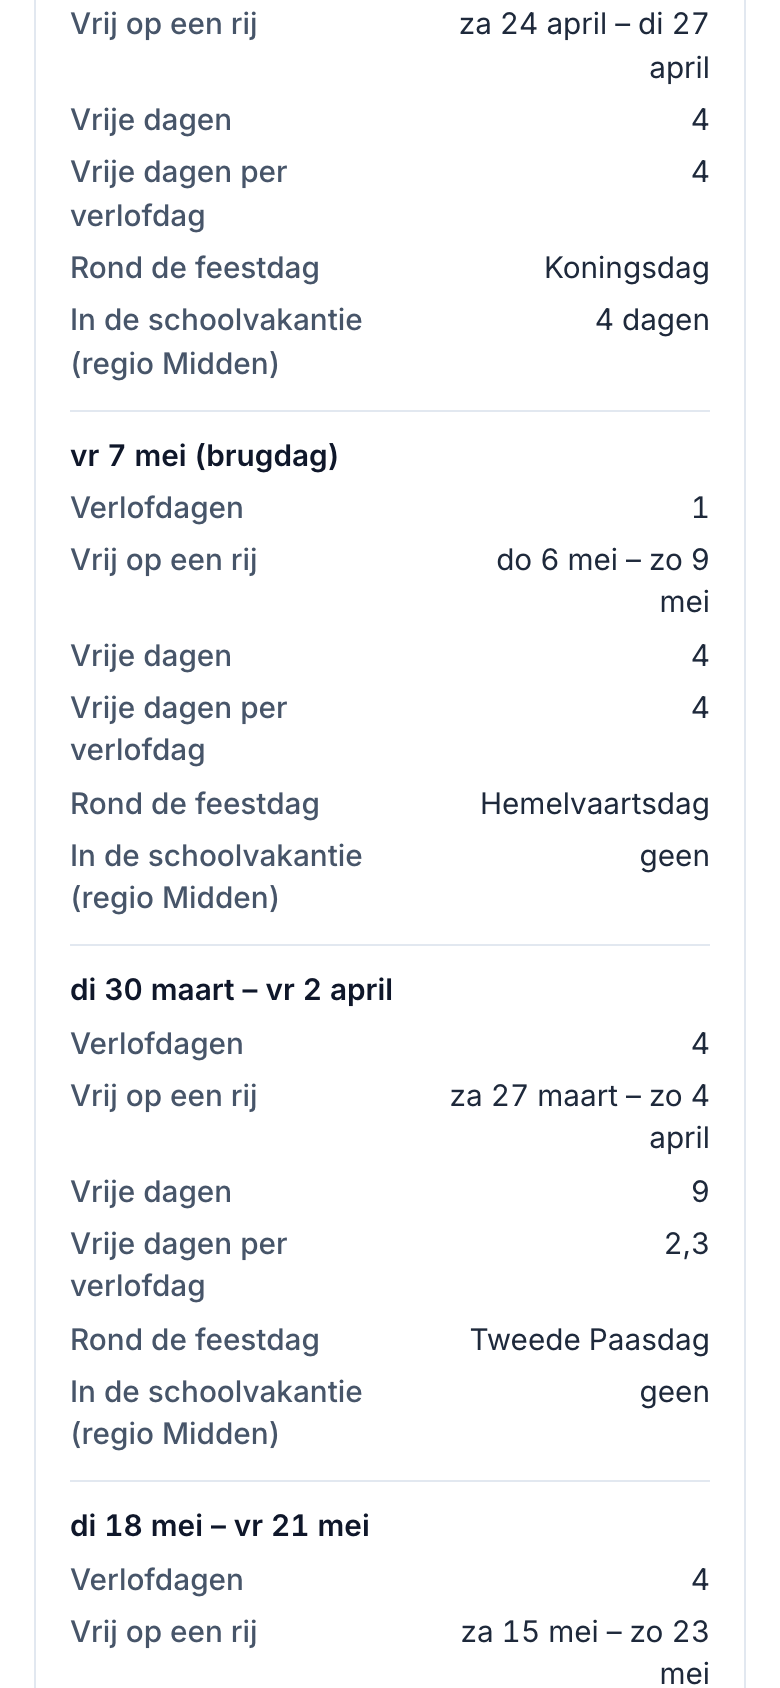 Vrij op een rij za 24 april – di 27
april
Vrije dagen 4
Vrije dagen per 4
verlofdag
Rond de feestdag Koningsdag
In de schoolvakantie 4 dagen
(regio Midden)
vr 7 mei (brugdag)
Verlofdagen 1
Vrij op een rij do 6 mei – zo 9
mei
Vrije dagen 4
Vrije dagen per 4
verlofdag
Rond de feestdag Hemelvaartsdag
In de schoolvakantie geen
(regio Midden)
di 30 maart – vr 2 april
Verlofdagen 4
Vrij op een rij za 27 maart – zo 4
april
Vrije dagen 9
Vrije dagen per 2,3
verlofdag
Rond de feestdag Tweede Paasdag
In de schoolvakantie geen
(regio Midden)
di 18 mei – vr 21 mei
Verlofdagen 4
Vrij op een rij za 15 mei – zo 23
mei